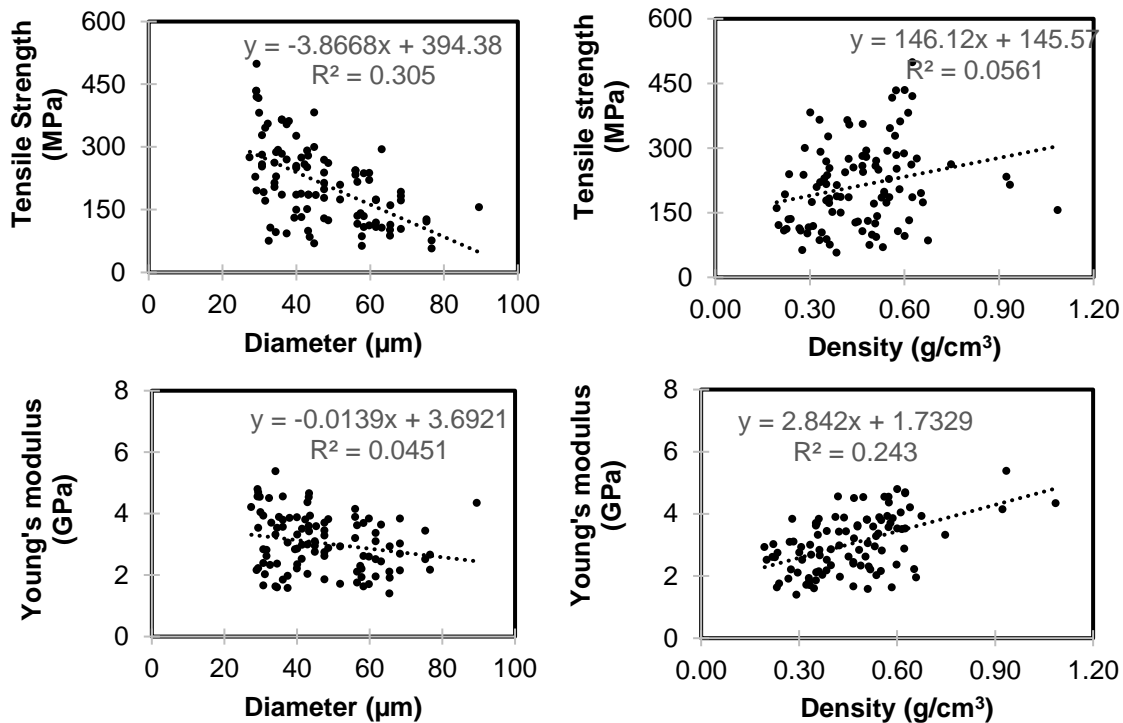 Tensile Strength
(MPa)
600
450
300
150
0
y = -3.8668x + 394.38
R² = 0.305
0 20 40 60 80 100
Diameter (µm)
Tensile strength
(MPa)
600
450
300
150
0
y = 146.12x + 145.57
R² = 0.0561
0.00 0.30 0.60 0.90 1.20
Density (g/cm³)
Young's modulus
(GPa)
8
6
4
2
0
y = -0.0139x + 3.6921
R² = 0.0451
0 20 40 60 80 100
Diameter (µm)
Young's modulus
(GPa)
8
6
4
2
0
y = 2.842x + 1.7329
R² = 0.243
0.00 0.30 0.60 0.90 1.20
Density (g/cm³)